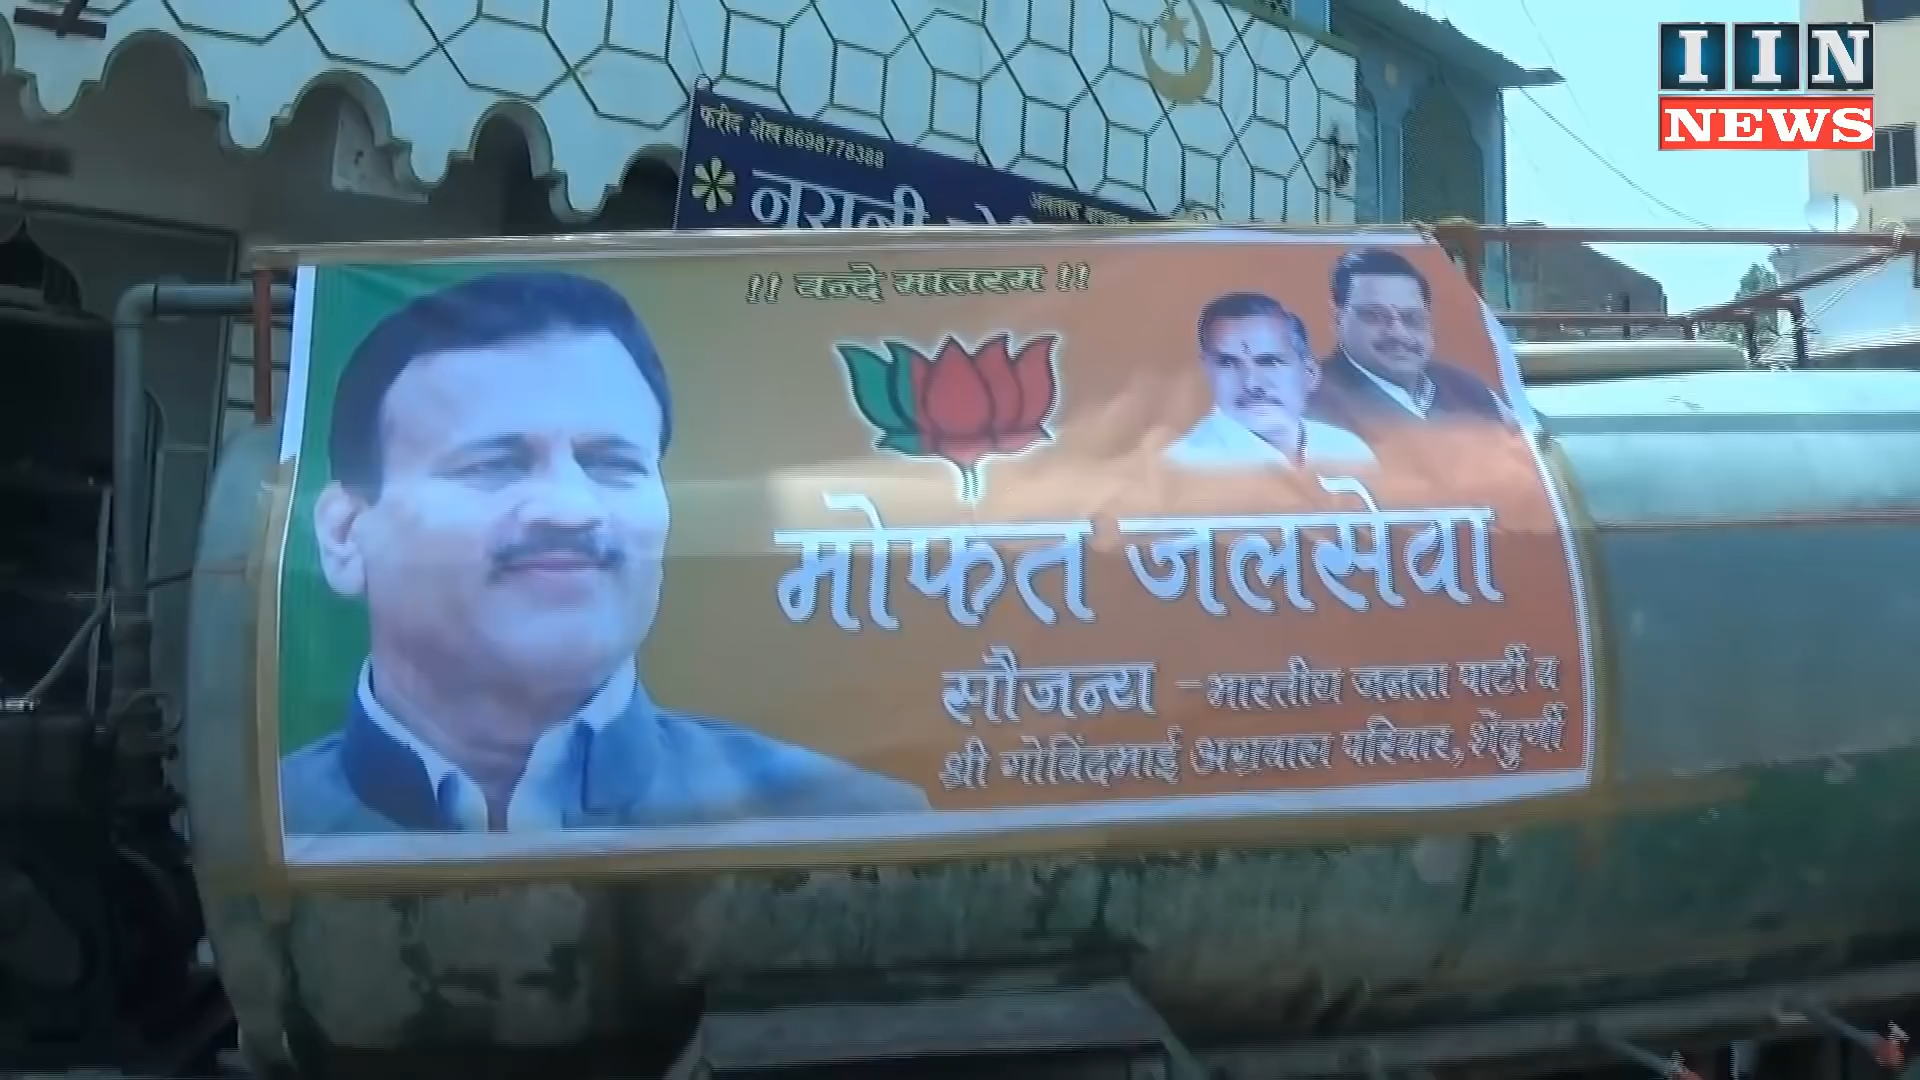 IIN
NEWS
फरीद शेख 8698778388
नुरानी
!! वन्दे मातरम !!
मोफत जलसेवा
सौजन्य - भारतीय जनता पार्टी व
श्री गोविंदभाई अग्रवाल परिवार, शेंदुर्णी